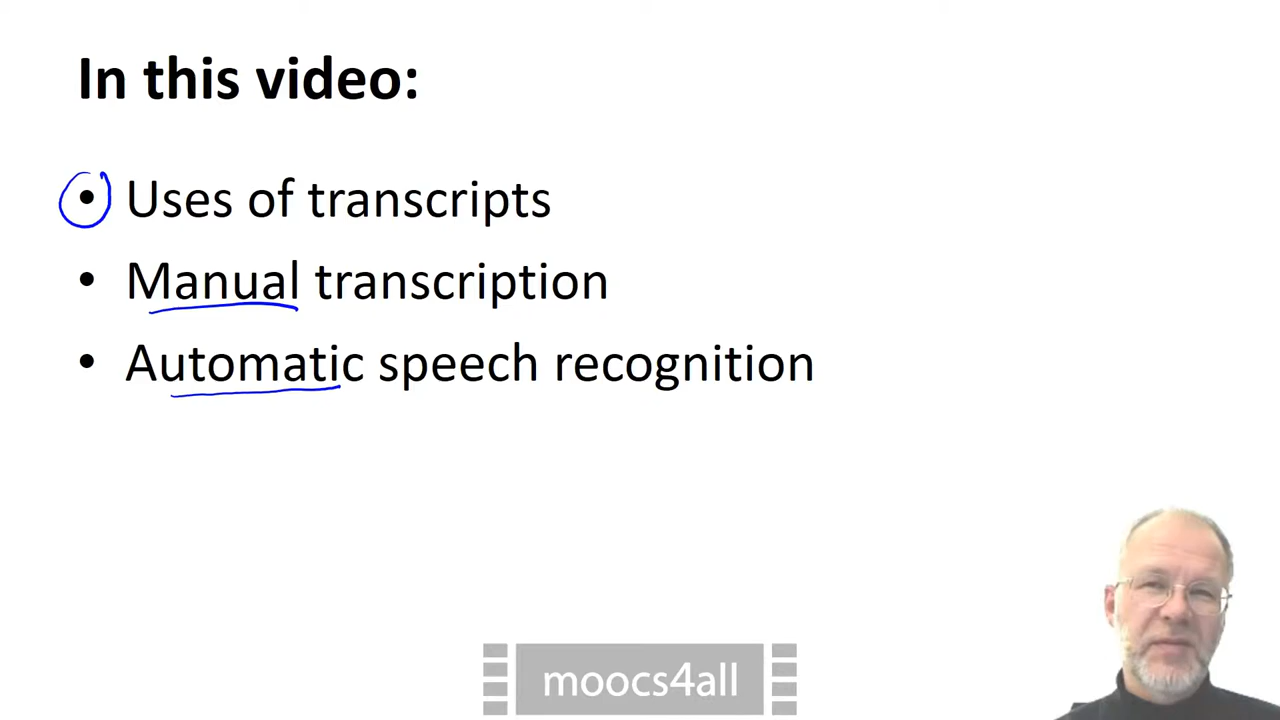 In this video:
• Uses of transcripts
• Manual transcription
• Automatic speech recognition
moocs4all